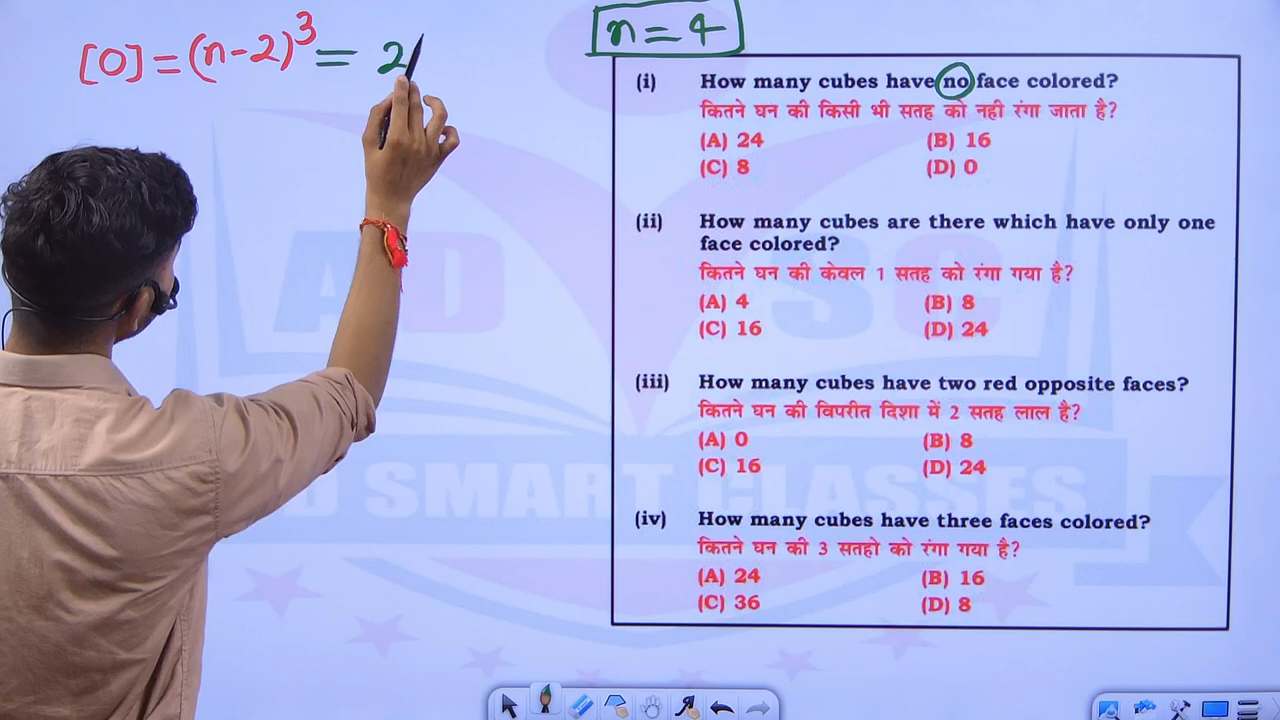 [0] = (n-2)³ = 2
n = 4
(i) How many cubes have no face colored?
कितने घन की किसी भी सतह को नही रंगा जाता है?
(A) 24 (B) 16
(C) 8 (D) 0
(ii) How many cubes are there which have only one
face colored?
कितने घन की केवल 1 सतह को रंगा गया है?
(A) 4 (B) 8
(C) 16 (D) 24
(iii) How many cubes have two red opposite faces?
कितने घन की विपरीत दिशा में 2 सतह लाल है?
(A) 0 (B) 8
(C) 16 (D) 24
(iv) How many cubes have three faces colored?
कितने घन की 3 सतहो को रंगा गया है?
(A) 24 (B) 16
(C) 36 (D) 8
AD SC
D SMART CLASSES